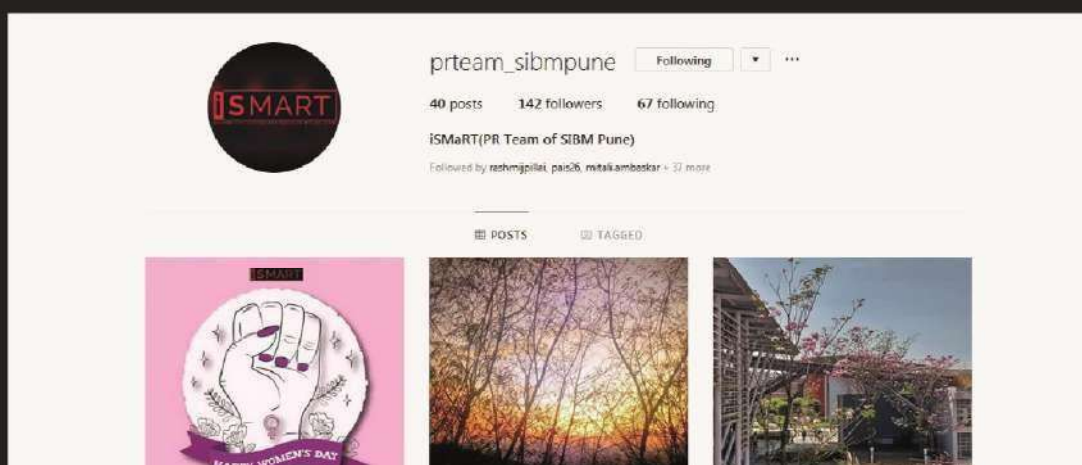 iSMART
prteam_sibmpune Following ▼ ...
40 posts 142 followers 67 following
iSMaRT(PR Team of SIBM Pune)
Followed by rashmijpillai, pais26, mitali.ambaskar + 37 more
POSTS TAGGED
iSMART
HAPPY WOMEN'S DAY